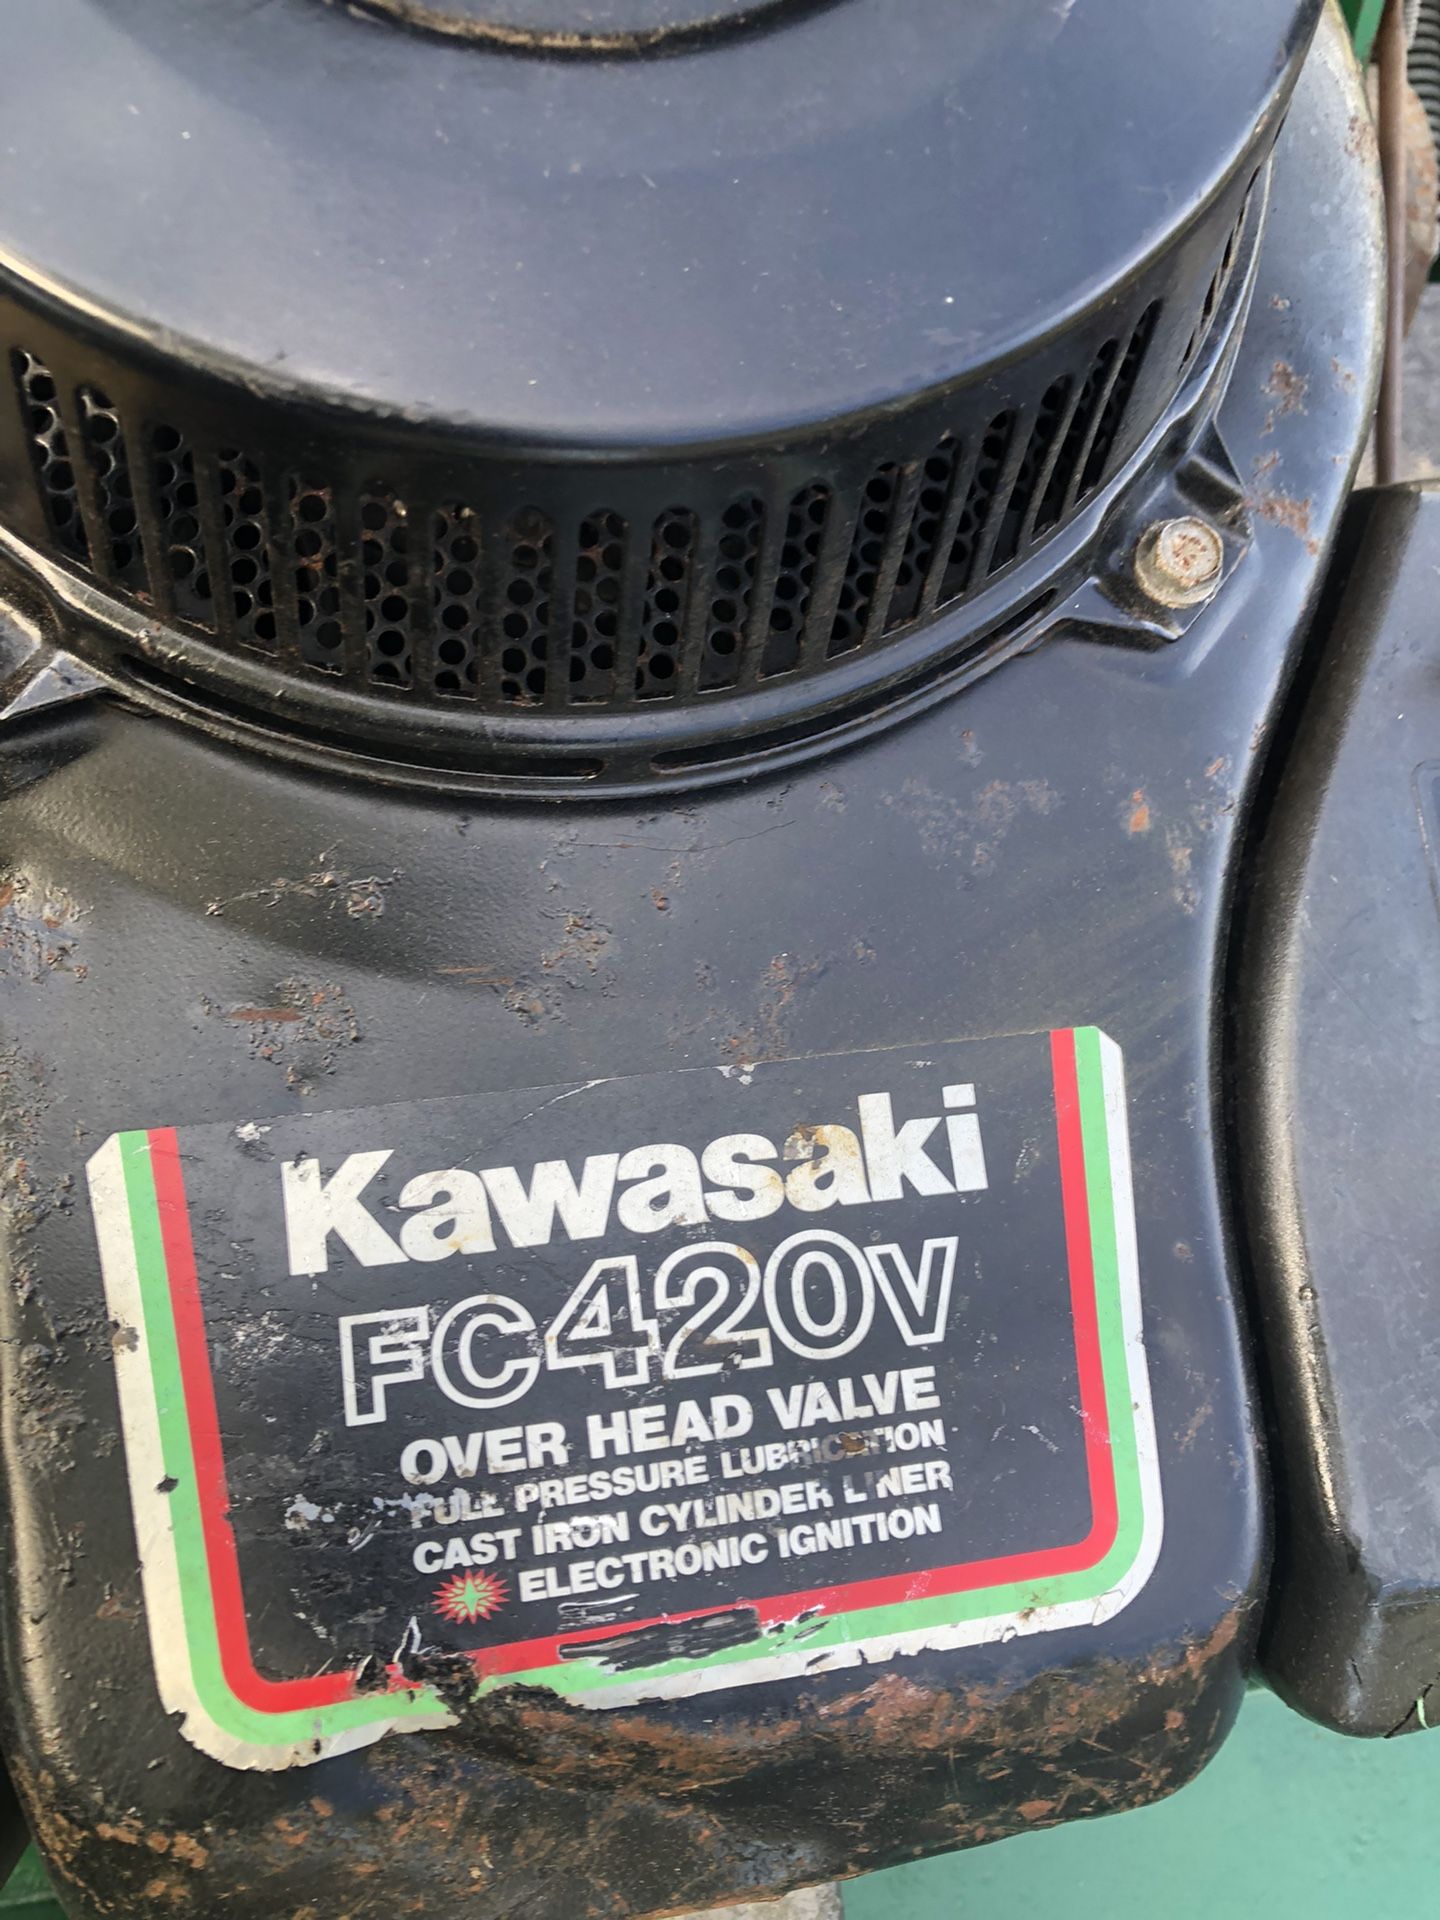 Kawasaki
FC420V
OVER HEAD VALVE
FULL PRESSURE LUBRICATION
CAST IRON CYLINDER LINER
ELECTRONIC IGNITION